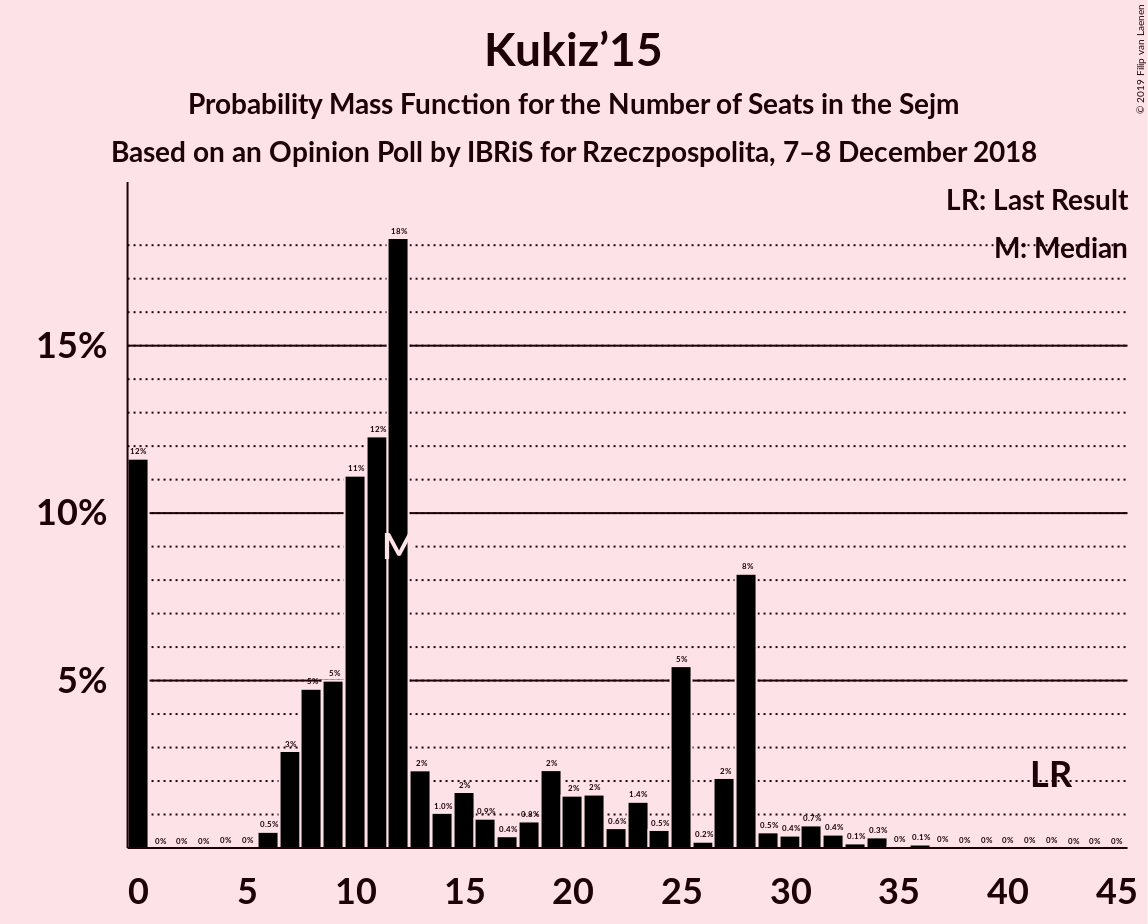 Kukiz’15
Probability Mass Function for the Number of Seats in the Sejm
Based on an Opinion Poll by IBRiS for Rzeczpospolita, 7–8 December 2018
© 2019 Filip van Laenen
LR: Last Result
M: Median
15%
10%
5%
12% 0% 0% 0% 0% 0% 0.5% 3% 5% 5% 11% 12% 18% 2% 1.0% 2% 0.9% 0.4% 0.8% 2% 2% 2% 0.6% 1.4% 0.5% 5% 0.2% 2% 8% 0.5% 0.4% 0.7% 0.4% 0.1% 0.3% 0% 0.1% 0% 0% 0% 0% 0% 0% 0% 0% 0%
M
LR
0 5 10 15 20 25 30 35 40 45